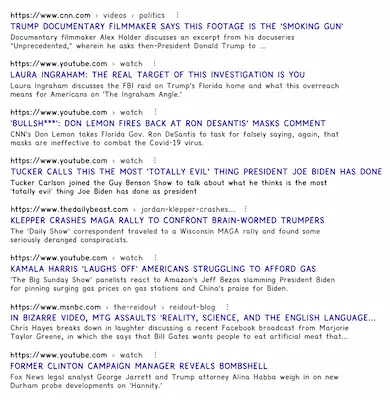 https://www.cnn.com › videos › politics ⋮
TRUMP DOCUMENTARY FILMMAKER SAYS THIS FOOTAGE IS THE 'SMOKING GUN'
Documentary filmmaker Alex Holder discusses an excerpt from his docuseries
"Unprecedented," wherein he asks then-President Donald Trump to ...
https://www.youtube.com › watch ⋮
LAURA INGRAHAM: THE REAL TARGET OF THIS INVESTIGATION IS YOU
Laura Ingraham discusses the FBI raid on Trump's Florida home and what this overreach
means for Americans on 'The Ingraham Angle.'
https://www.youtube.com › watch ⋮
'BULLSH***': DON LEMON FIRES BACK AT RON DESANTIS' MASKS COMMENT
CNN's Don Lemon takes Florida Gov. Ron DeSantis to task for falsely saying, again, that
masks are ineffective to combat the Covid-19 virus.
https://www.youtube.com › watch ⋮
TUCKER CALLS THIS THE MOST 'TOTALLY EVIL' THING PRESIDENT JOE BIDEN HAS DONE
Tucker Carlson joined the Guy Benson Show to talk about what he thinks is the most
'totally evil' thing Joe Biden has done as president
https://www.thedailybeast.com › jordan-klepper-crashes... ⋮
KLEPPER CRASHES MAGA RALLY TO CONFRONT BRAIN-WORMED TRUMPERS
The 'Daily Show' correspondent traveled to a Wisconsin MAGA rally and found some
seriously deranged conspiracists.
https://www.youtube.com › watch ⋮
KAMALA HARRIS 'LAUGHS OFF' AMERICANS STRUGGLING TO AFFORD GAS
'The Big Sunday Show' panelists react to Amazon's Jeff Bezos slamming President Biden
for pinning surging gas prices on gas stations and China's praise for Biden.
https://www.msnbc.com › the-reidout › reidout-blog ⋮
IN BIZARRE VIDEO, MTG ASSAULTS 'REALITY, SCIENCE, AND THE ENGLISH LANGUAGE...
Chris Hayes breaks down in laughter discussing a recent Facebook broadcast from Marjorie
Taylor Greene, in which she says that Bill Gates wants people to eat artificial meat that...
https://www.youtube.com › watch ⋮
FORMER CLINTON CAMPAIGN MANAGER REVEALS BOMBSHELL
Fox News legal analyst George Jarrett and Trump attorney Alina Habba weigh in on new
Durham probe developments on 'Hannity.'